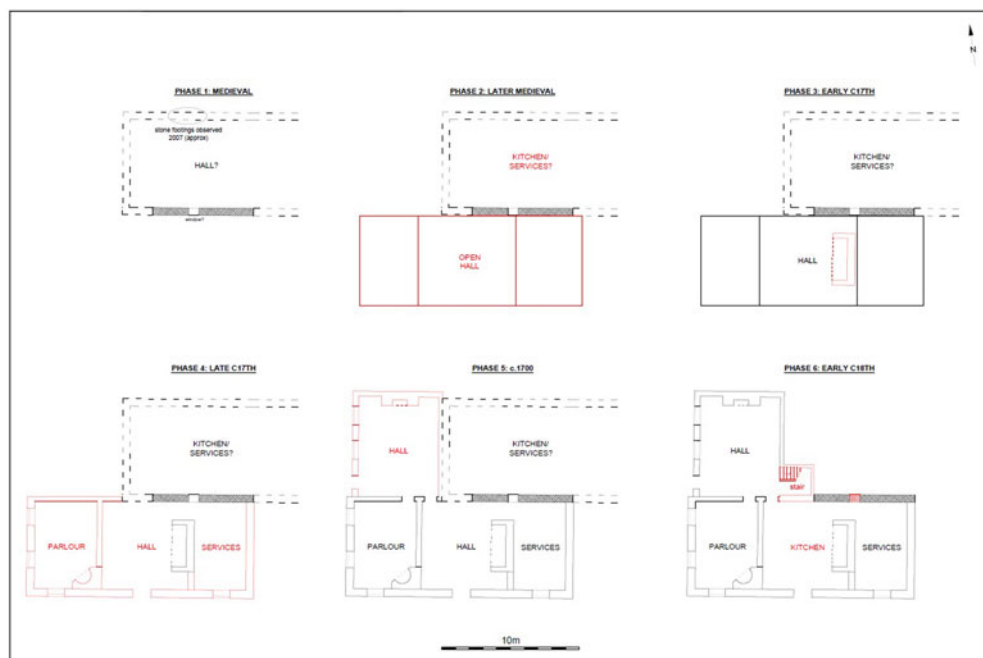 N
PHASE 1: MEDIEVAL
stone footings observed
2007 (approx)
HALL?
window?
PHASE 2: LATER MEDIEVAL
KITCHEN/
SERVICES?
OPEN
HALL
PHASE 3: EARLY C17TH
KITCHEN/
SERVICES?
HALL
PHASE 4: LATE C17TH
KITCHEN/
SERVICES?
PARLOUR
HALL
SERVICES
PHASE 5: c.1700
HALL
KITCHEN/
SERVICES?
PARLOUR
HALL
SERVICES
PHASE 6: EARLY C18TH
HALL
stair
PARLOUR
KITCHEN
SERVICES
10m